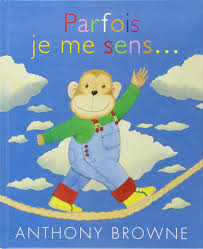 Parfois
je me sens...
ANTHONY BROWNE